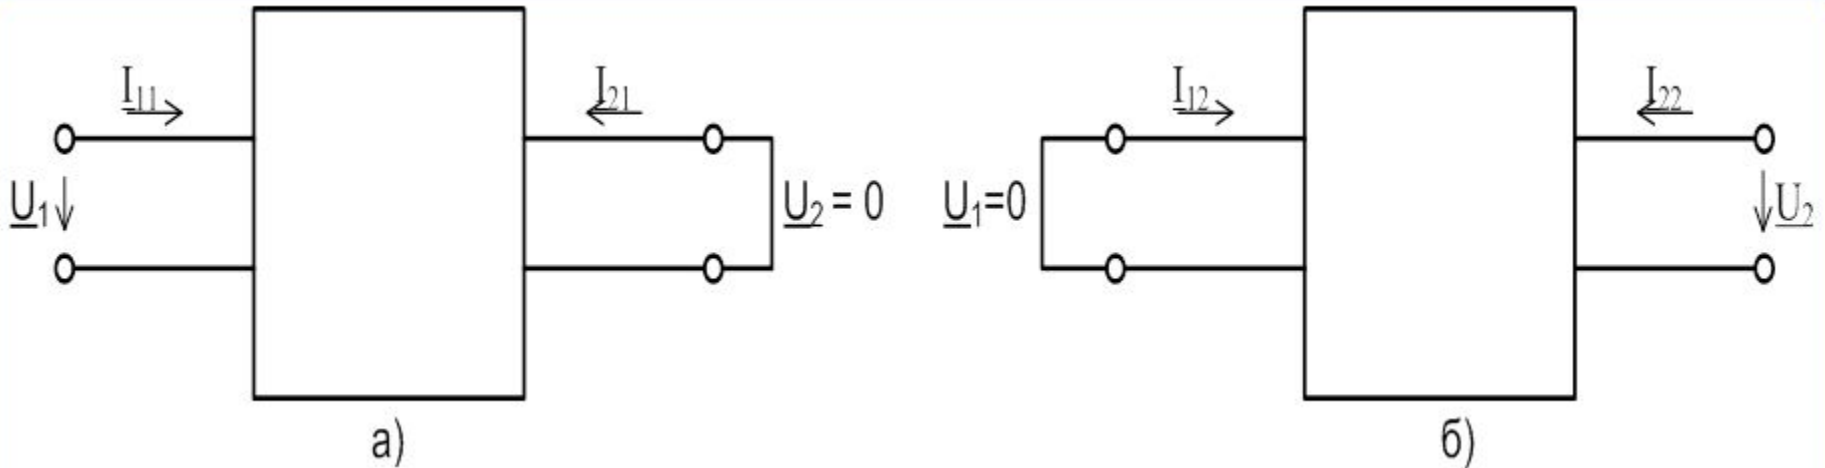 I₁₁ I₂₁ I₁₂ I₂₂
U₁ U₂ = 0 U₁=0 U₂
а) б)